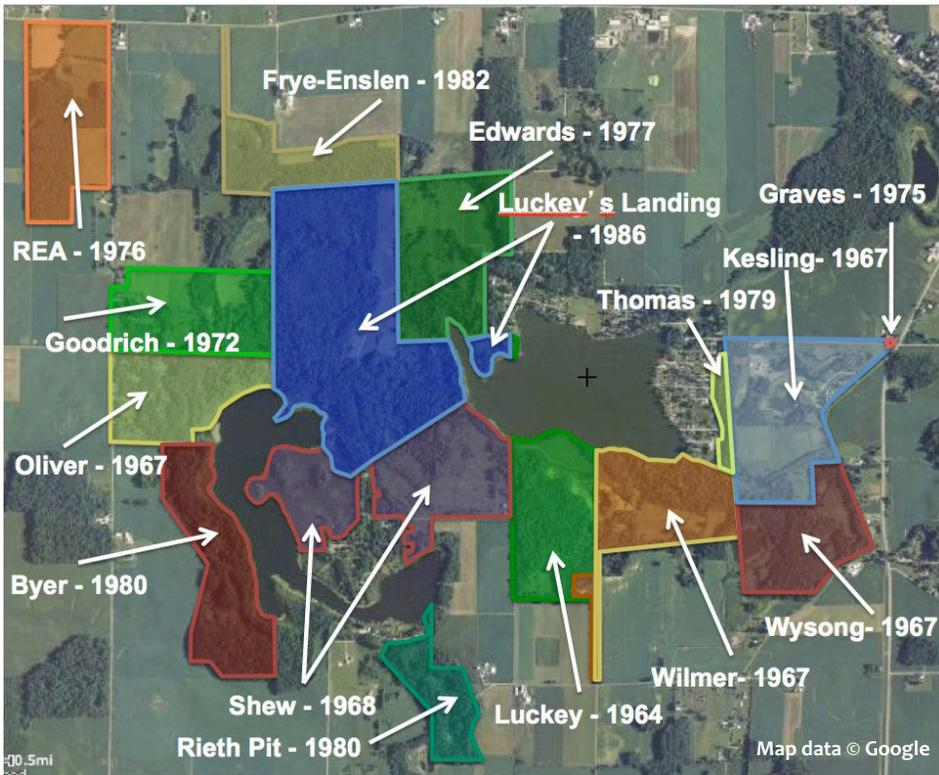 Frye-Enslen - 1982
Edwards - 1977
Graves - 1975
Luckey's Landing
- 1986
REA - 1976
Kesling- 1967
Thomas - 1979
Goodrich - 1972
Oliver - 1967
Byer - 1980
Wysong- 1967
Wilmer- 1967
Shew - 1968
Luckey - 1964
Rieth Pit - 1980
Map data © Google
0.5mi